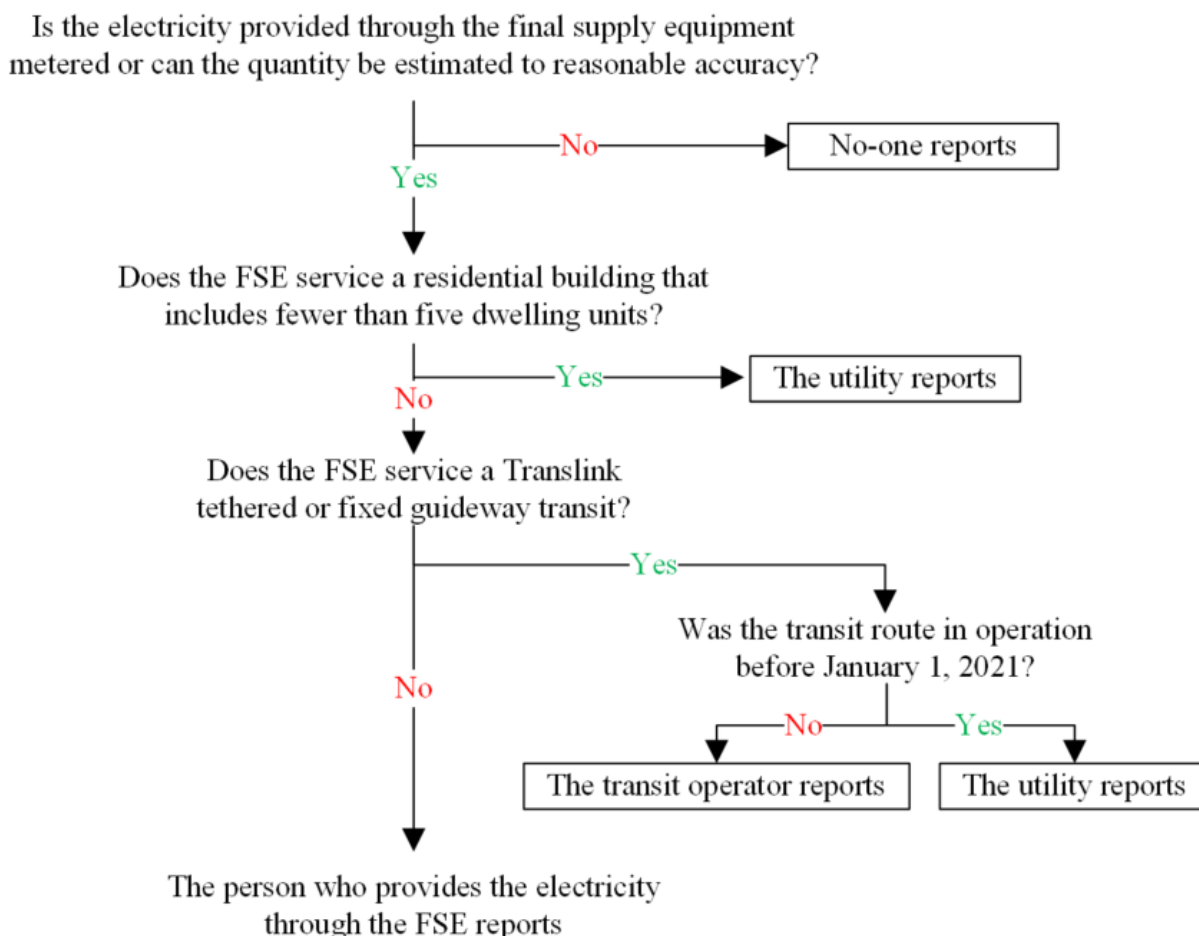 Is the electricity provided through the final supply equipment
metered or can the quantity be estimated to reasonable accuracy?
No
No-one reports
Yes
Does the FSE service a residential building that
includes fewer than five dwelling units?
Yes
The utility reports
No
Does the FSE service a Translink
tethered or fixed guideway transit?
Yes
Was the transit route in operation
before January 1, 2021?
No
No
Yes
The transit operator reports
The utility reports
The person who provides the electricity
through the FSE reports